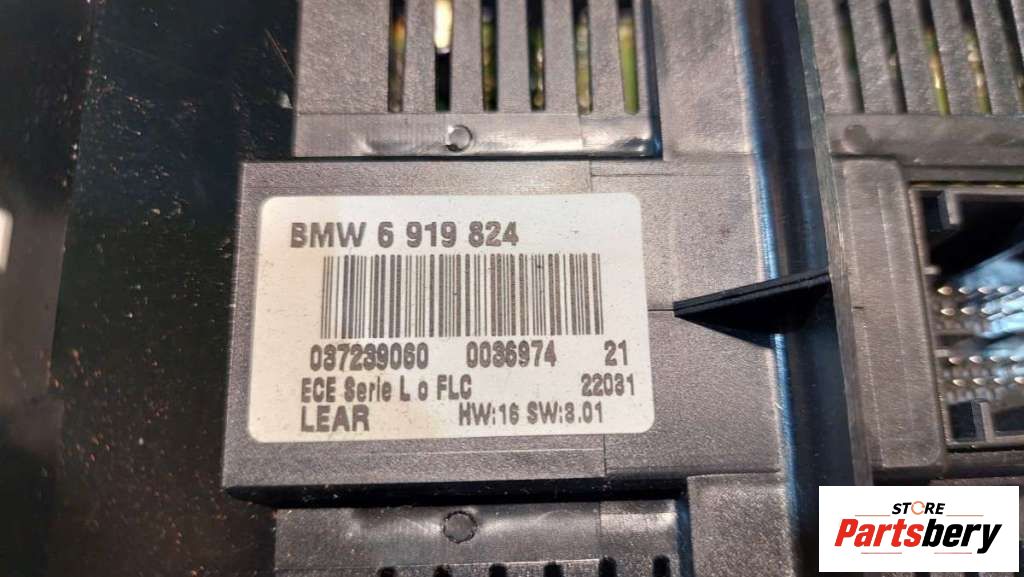 BMW 6 919 824
037239060 0036974 21
ECE Serie L o FLC 22031
LEAR HW:16 SW:3.01
STORE
Partsbery